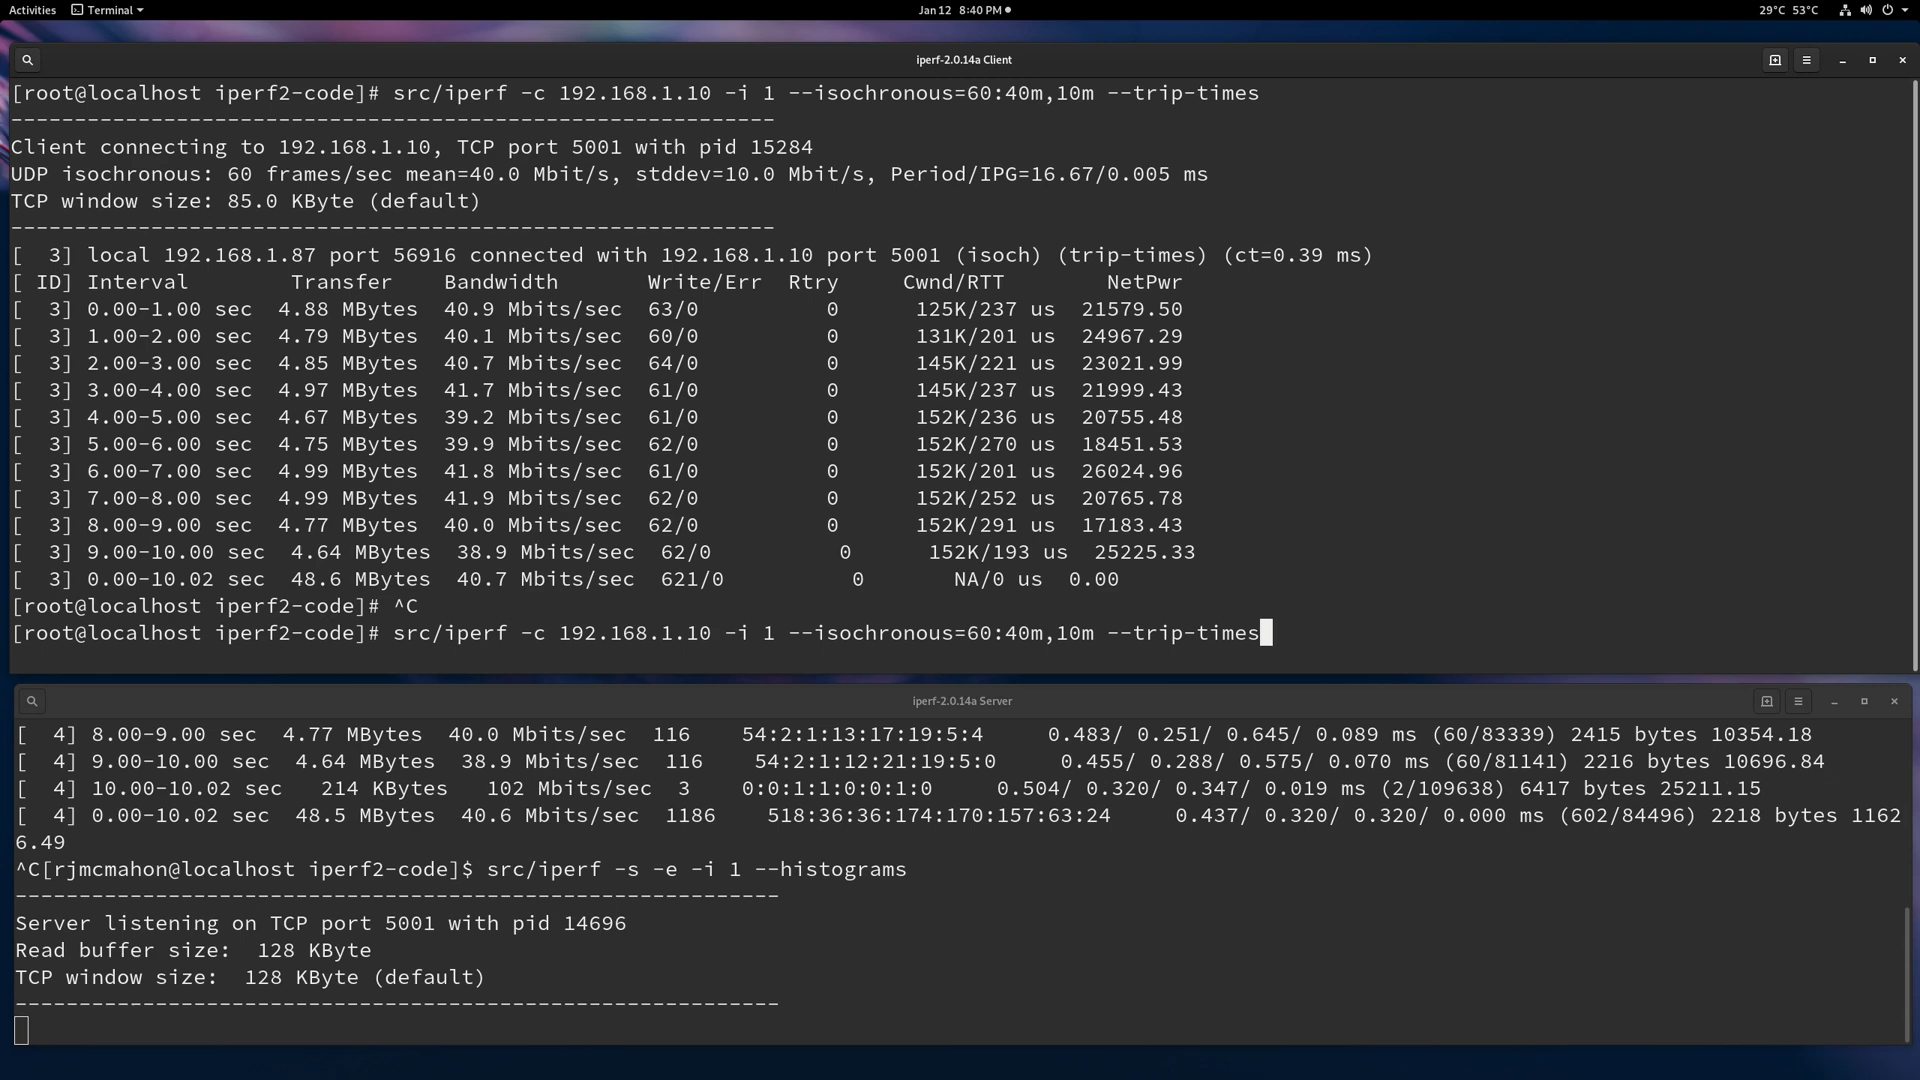 Activities Terminal Jan 12 8:40 PM 29°C 53°C
iperf-2.0.14a Client
[root@localhost iperf2-code]# src/iperf -c 192.168.1.10 -i 1 --isochronous=60:40m,10m --trip-times
------------------------------------------------------------
Client connecting to 192.168.1.10, TCP port 5001 with pid 15284
UDP isochronous: 60 frames/sec mean=40.0 Mbit/s, stddev=10.0 Mbit/s, Period/IPG=16.67/0.005 ms
TCP window size: 85.0 KByte (default)
------------------------------------------------------------
[  3] local 192.168.1.87 port 56916 connected with 192.168.1.10 port 5001 (isoch) (trip-times) (ct=0.39 ms)
[ ID] Interval        Transfer    Bandwidth       Write/Err  Rtry     Cwnd/RTT        NetPwr
[  3] 0.00-1.00 sec  4.88 MBytes  40.9 Mbits/sec  63/0          0      125K/237 us  21579.50
[  3] 1.00-2.00 sec  4.79 MBytes  40.1 Mbits/sec  60/0          0      131K/201 us  24967.29
[  3] 2.00-3.00 sec  4.85 MBytes  40.7 Mbits/sec  64/0          0      145K/221 us  23021.99
[  3] 3.00-4.00 sec  4.97 MBytes  41.7 Mbits/sec  61/0          0      145K/237 us  21999.43
[  3] 4.00-5.00 sec  4.67 MBytes  39.2 Mbits/sec  61/0          0      152K/236 us  20755.48
[  3] 5.00-6.00 sec  4.75 MBytes  39.9 Mbits/sec  62/0          0      152K/270 us  18451.53
[  3] 6.00-7.00 sec  4.99 MBytes  41.8 Mbits/sec  61/0          0      152K/201 us  26024.96
[  3] 7.00-8.00 sec  4.99 MBytes  41.9 Mbits/sec  62/0          0      152K/252 us  20765.78
[  3] 8.00-9.00 sec  4.77 MBytes  40.0 Mbits/sec  62/0          0      152K/291 us  17183.43
[  3] 9.00-10.00 sec  4.64 MBytes  38.9 Mbits/sec  62/0          0      152K/193 us  25225.33
[  3] 0.00-10.02 sec  48.6 MBytes  40.7 Mbits/sec  621/0          0       NA/0 us  0.00
[root@localhost iperf2-code]# ^C
[root@localhost iperf2-code]# src/iperf -c 192.168.1.10 -i 1 --isochronous=60:40m,10m --trip-times
iperf-2.0.14a Server
[  4] 8.00-9.00 sec  4.77 MBytes  40.0 Mbits/sec  116    54:2:1:13:17:19:5:4     0.483/ 0.251/ 0.645/ 0.089 ms (60/83339) 2415 bytes 10354.18
[  4] 9.00-10.00 sec  4.64 MBytes  38.9 Mbits/sec  116    54:2:1:12:21:19:5:0     0.455/ 0.288/ 0.575/ 0.070 ms (60/81141) 2216 bytes 10696.84
[  4] 10.00-10.02 sec   214 KBytes   102 Mbits/sec  3    0:0:1:1:0:0:1:0     0.504/ 0.320/ 0.347/ 0.019 ms (2/109638) 6417 bytes 25211.15
[  4] 0.00-10.02 sec  48.5 MBytes  40.6 Mbits/sec  1186    518:36:36:174:170:157:63:24     0.437/ 0.320/ 0.320/ 0.000 ms (602/84496) 2218 bytes 1162
6.49
^C[rjmcmahon@localhost iperf2-code]$ src/iperf -s -e -i 1 --histograms
------------------------------------------------------------
Server listening on TCP port 5001 with pid 14696
Read buffer size:  128 KByte
TCP window size:  128 KByte (default)
------------------------------------------------------------